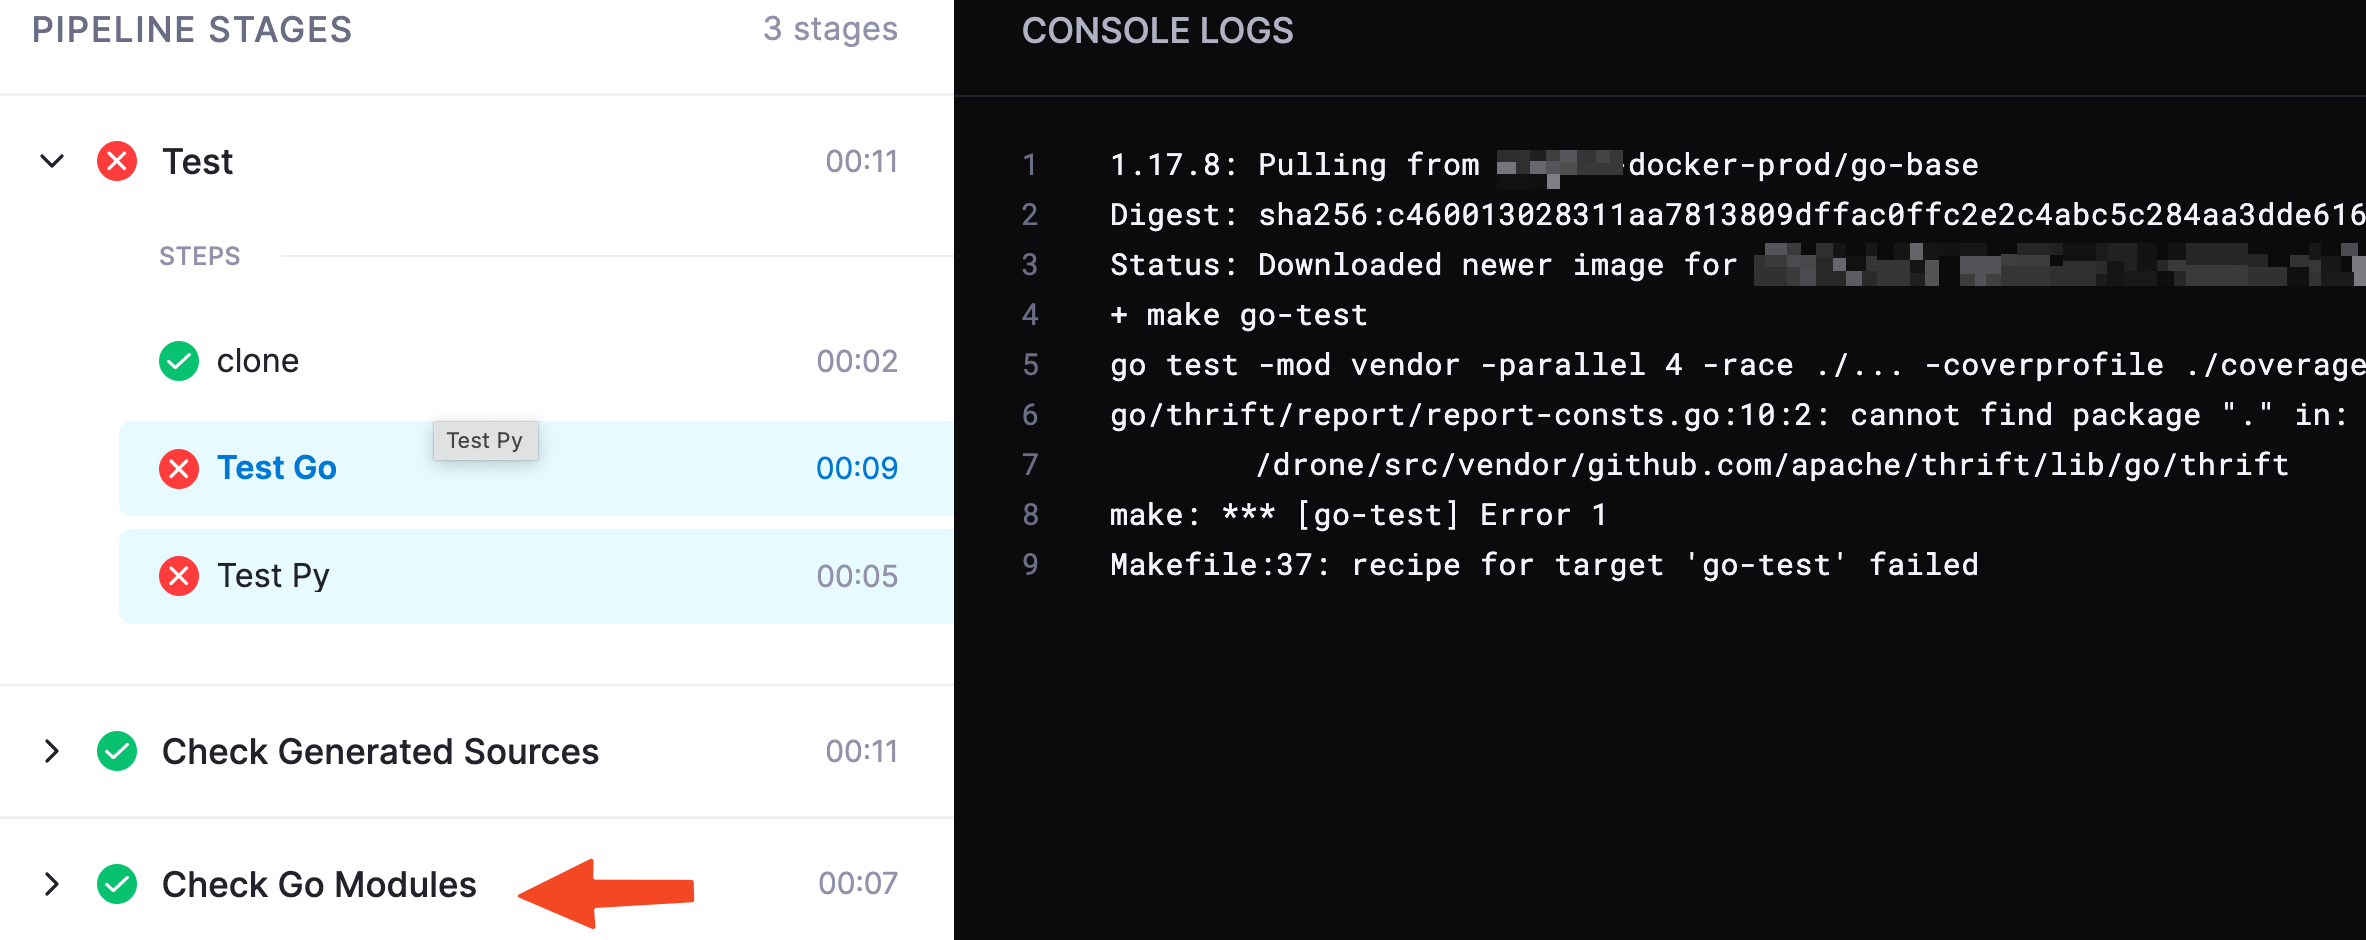 PIPELINE STAGES
3 stages
Test
00:11
STEPS
clone
00:02
Test Py
Test Go
00:09
Test Py
00:05
Check Generated Sources
00:11
Check Go Modules
00:07
CONSOLE LOGS
1 1.17.8: Pulling from docker-prod/go-base
2 Digest: sha256:c460013028311aa7813809dffac0ffc2e2c4abc5c284aa3dde616
3 Status: Downloaded newer image for
4 + make go-test
5 go test -mod vendor -parallel 4 -race ./... -coverprofile ./coverage
6 go/thrift/report/report-consts.go:10:2: cannot find package "." in:
7 /drone/src/vendor/github.com/apache/thrift/lib/go/thrift
8 make: *** [go-test] Error 1
9 Makefile:37: recipe for target 'go-test' failed